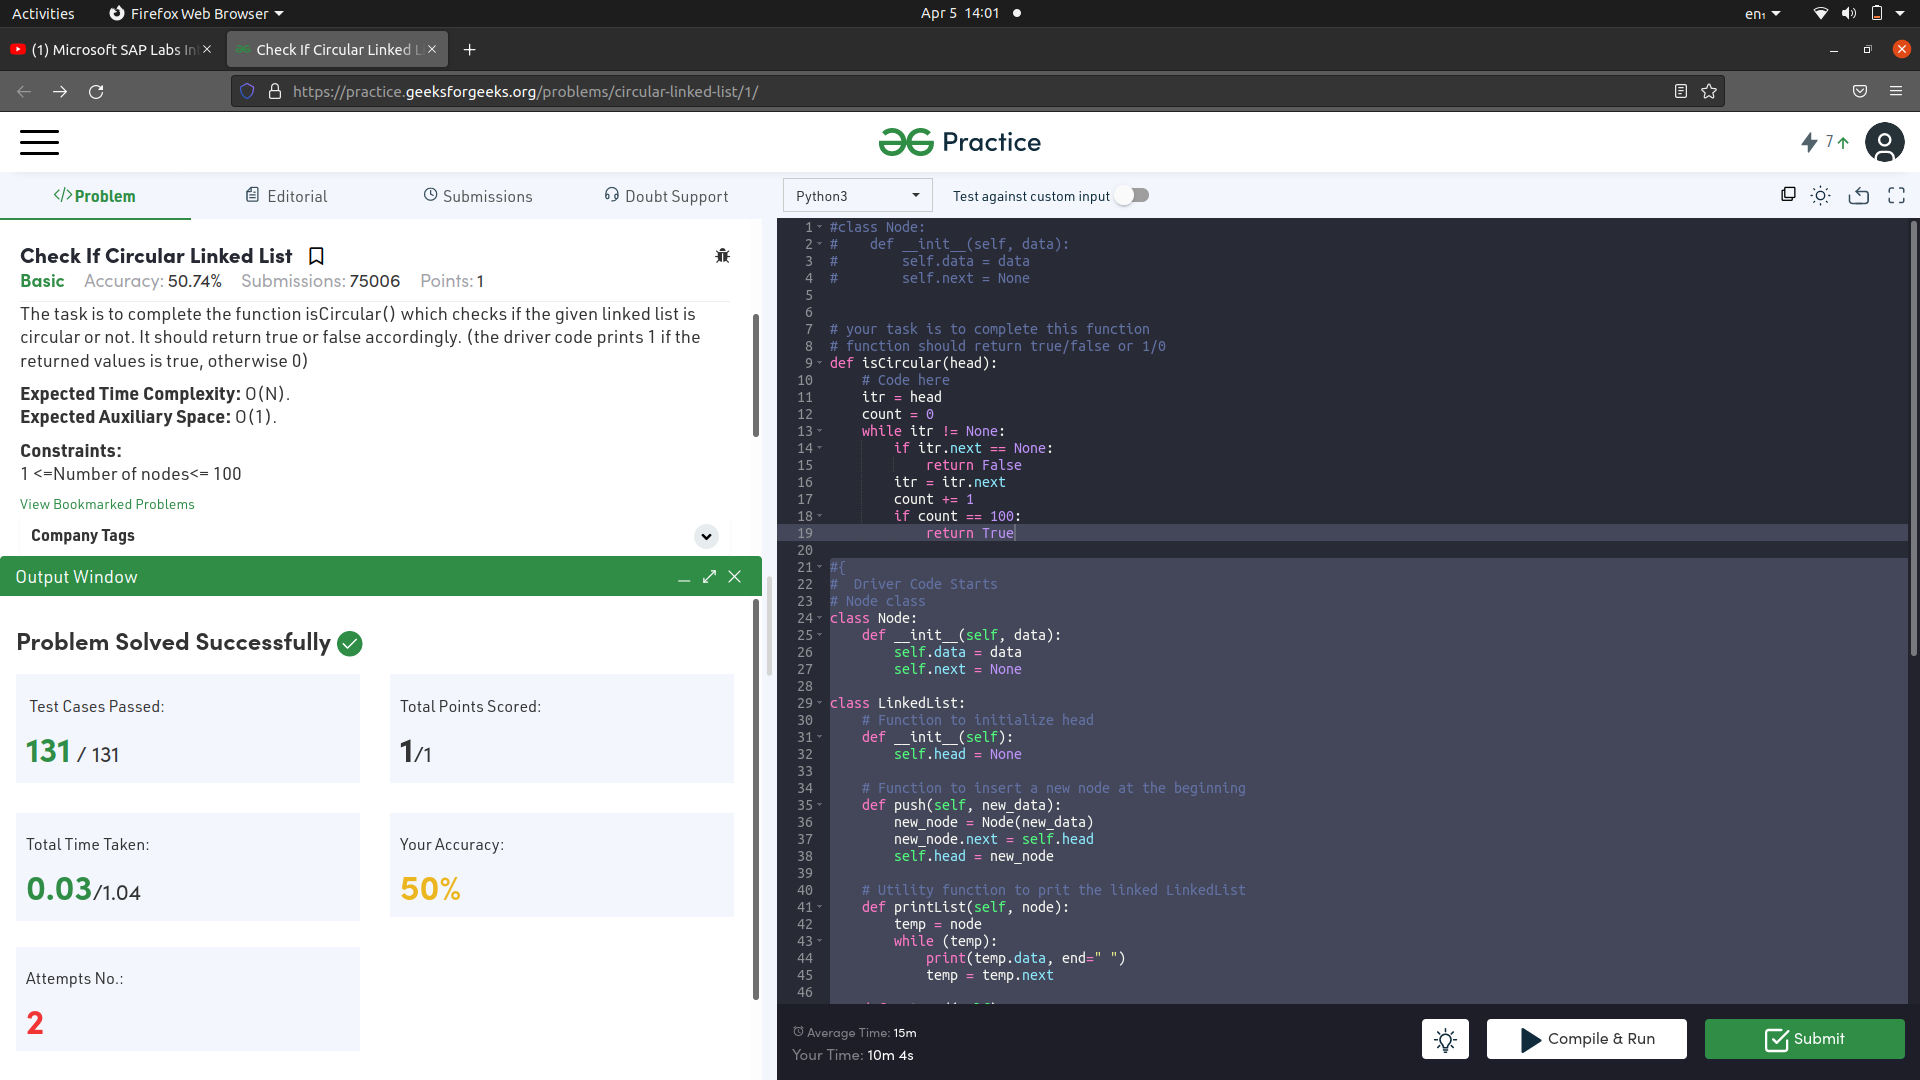 Activities Firefox Web Browser Apr 5 14:01 en₁
(1) Microsoft SAP Labs In Check If Circular Linked Li
https://practice.geeksforgeeks.org/problems/circular-linked-list/1/
Practice 7
</>Problem Editorial Submissions Doubt Support
Python3 Test against custom input
Check If Circular Linked List
Basic Accuracy: 50.74% Submissions: 75006 Points: 1
The task is to complete the function isCircular() which checks if the given linked list is
circular or not. It should return true or false accordingly. (the driver code prints 1 if the
returned values is true, otherwise 0)
Expected Time Complexity: O(N).
Expected Auxiliary Space: O(1).
Constraints:
1 <=Number of nodes<= 100
View Bookmarked Problems
Company Tags
Output Window
Problem Solved Successfully
Test Cases Passed:
131 / 131
Total Points Scored:
1/1
Total Time Taken:
0.03/1.04
Your Accuracy:
50%
Attempts No.:
2
1 #class Node:
2 #    def __init__(self, data):
3 #        self.data = data
4 #        self.next = None
5
6
7 # your task is to complete this function
8 # function should return true/false or 1/0
9 def isCircular(head):
10     # Code here
11     itr = head
12     count = 0
13     while itr != None:
14         if itr.next == None:
15             return False
16         itr = itr.next
17         count += 1
18         if count == 100:
19             return True
20
21 #{
22 #  Driver Code Starts
23 # Node class
24 class Node:
25     def __init__(self, data):
26         self.data = data
27         self.next = None
28
29 class LinkedList:
30     # Function to initialize head
31     def __init__(self):
32         self.head = None
33
34     # Function to insert a new node at the beginning
35     def push(self, new_data):
36         new_node = Node(new_data)
37         new_node.next = self.head
38         self.head = new_node
39
40     # Utility function to prit the linked LinkedList
41     def printList(self, node):
42         temp = node
43         while (temp):
44             print(temp.data, end=" ")
45             temp = temp.next
46
Average Time: 15m
Your Time: 10m 4s
Compile & Run
Submit